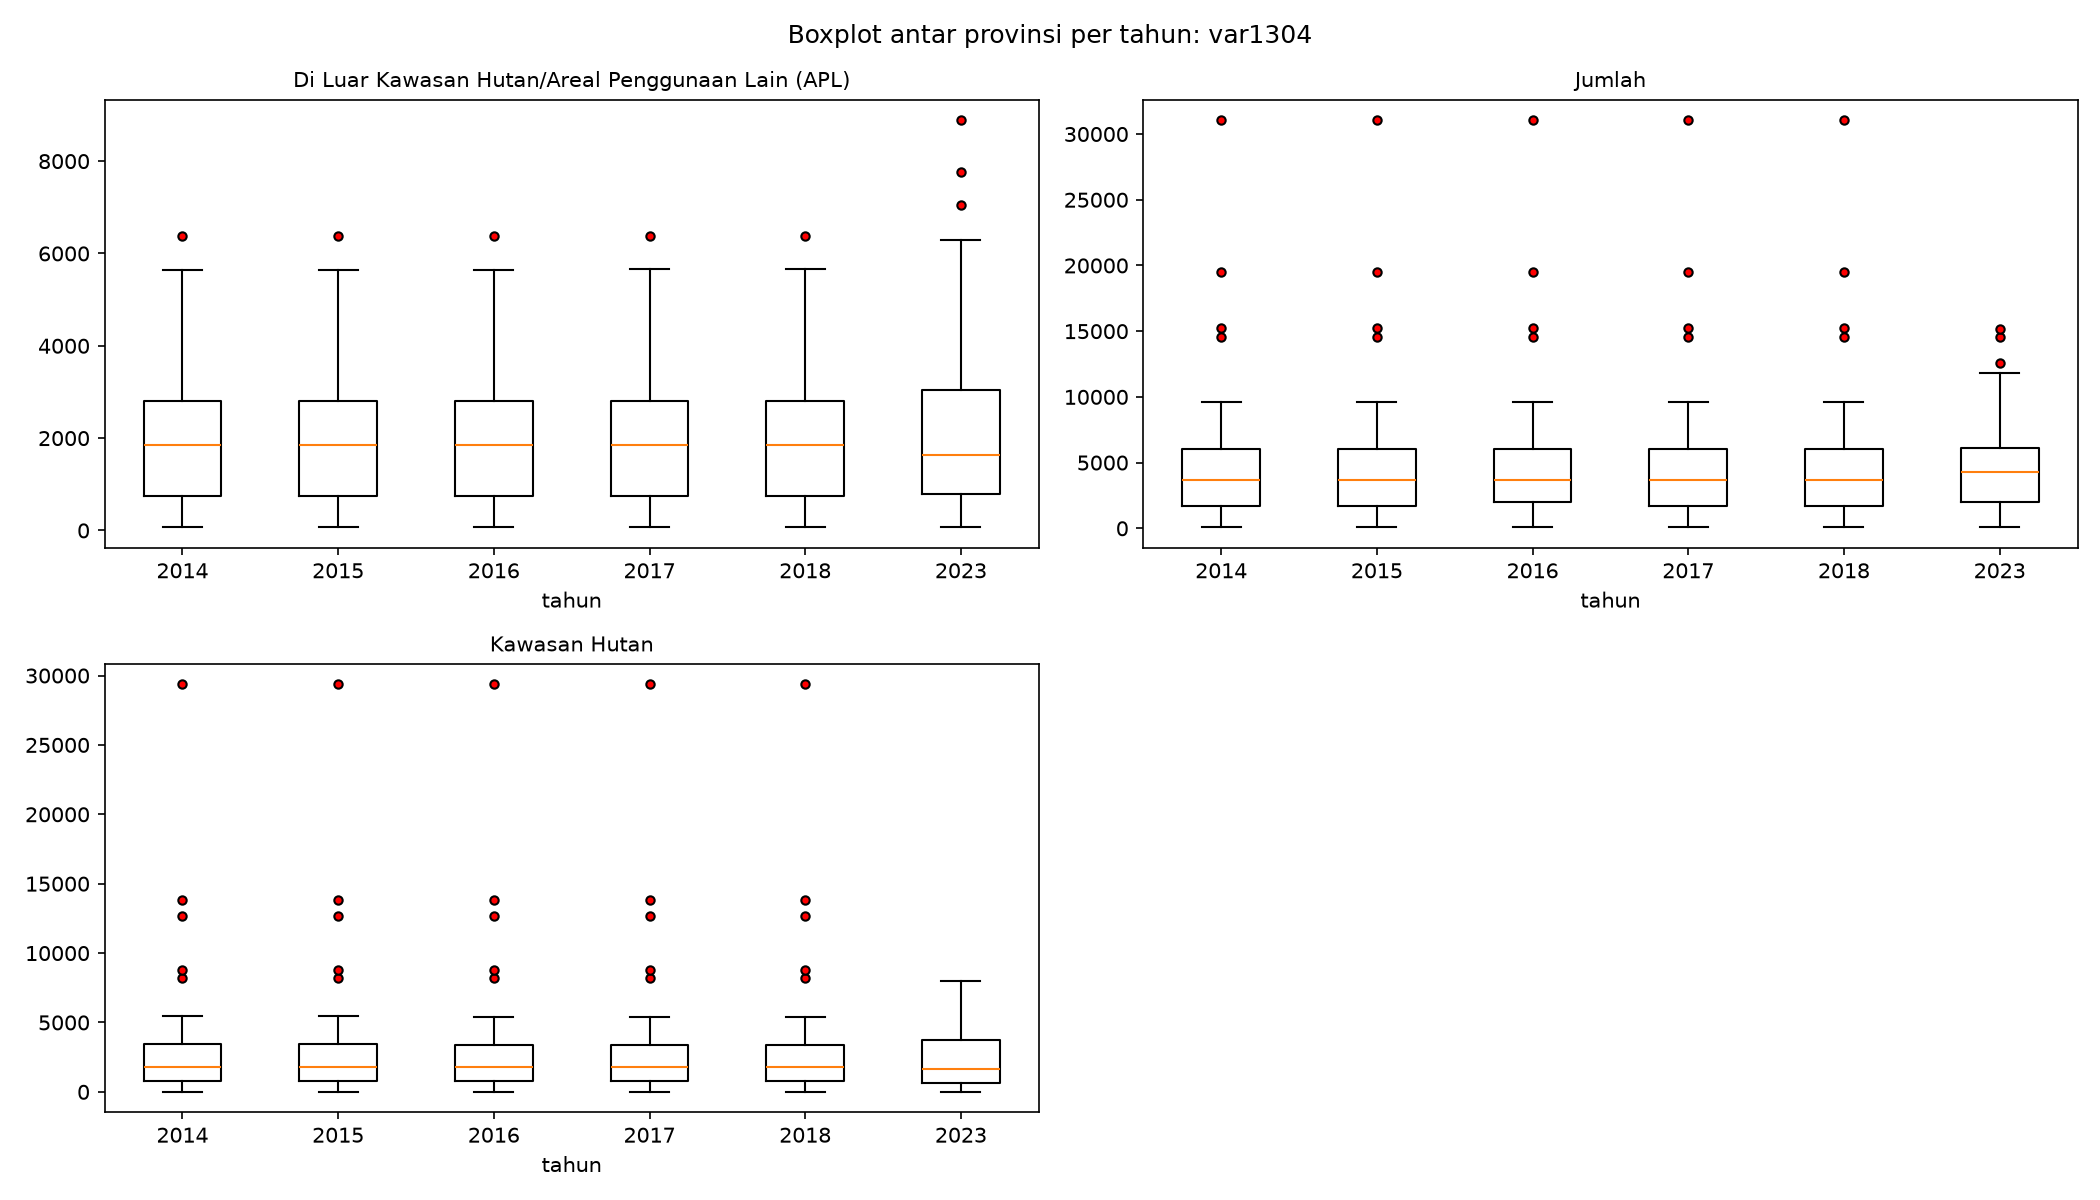 Boxplot antar provinsi per tahun: var1304
Di Luar Kawasan Hutan/Areal Penggunaan Lain (APL)
8000
6000
4000
2000
0
2014 2015 2016 2017 2018 2023
tahun
Jumlah
30000
25000
20000
15000
10000
5000
0
2014 2015 2016 2017 2018 2023
tahun
Kawasan Hutan
30000
25000
20000
15000
10000
5000
0
2014 2015 2016 2017 2018 2023
tahun